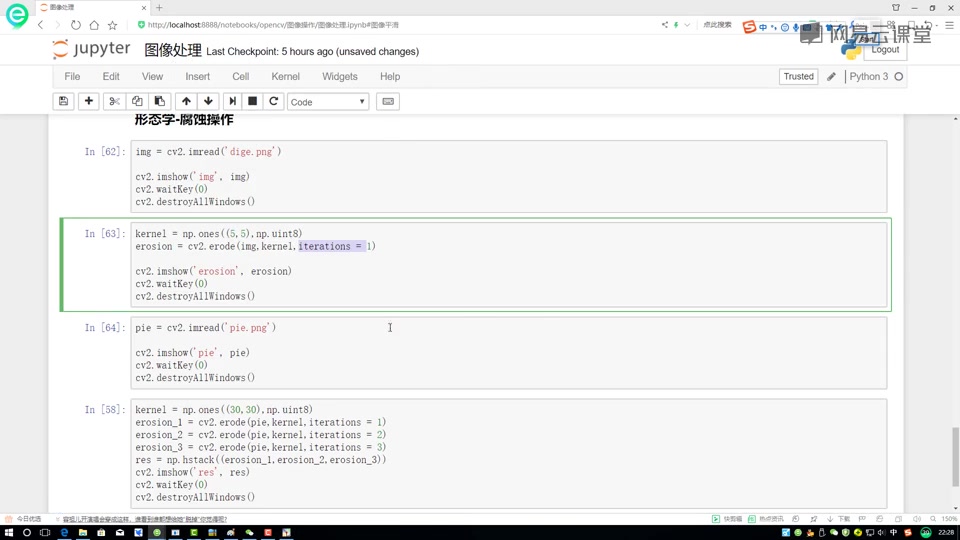 图像处理
http://localhost:8888/notebooks/opencv/图像操作/图像处理.ipynb#图像平滑
点此搜索
网易云课堂
jupyter 图像处理 Last Checkpoint: 5 hours ago (unsaved changes)
Logout
File Edit View Insert Cell Kernel Widgets Help
Trusted
Python 3
Code
形态学-腐蚀操作
In [62]: img = cv2.imread('dige.png')
cv2.imshow('img', img)
cv2.waitKey(0)
cv2.destroyAllWindows()
In [63]: kernel = np.ones((5,5),np.uint8)
erosion = cv2.erode(img,kernel,iterations = 1)
cv2.imshow('erosion', erosion)
cv2.waitKey(0)
cv2.destroyAllWindows()
In [64]: pie = cv2.imread('pie.png')
cv2.imshow('pie', pie)
cv2.waitKey(0)
cv2.destroyAllWindows()
In [58]: kernel = np.ones((30,30),np.uint8)
erosion_1 = cv2.erode(pie,kernel,iterations = 1)
erosion_2 = cv2.erode(pie,kernel,iterations = 2)
erosion_3 = cv2.erode(pie,kernel,iterations = 3)
res = np.hstack((erosion_1,erosion_2,erosion_3))
cv2.imshow('res', res)
cv2.waitKey(0)
cv2.destroyAllWindows()
今日优选
快剪辑 热点资讯 下载 150%
22:28